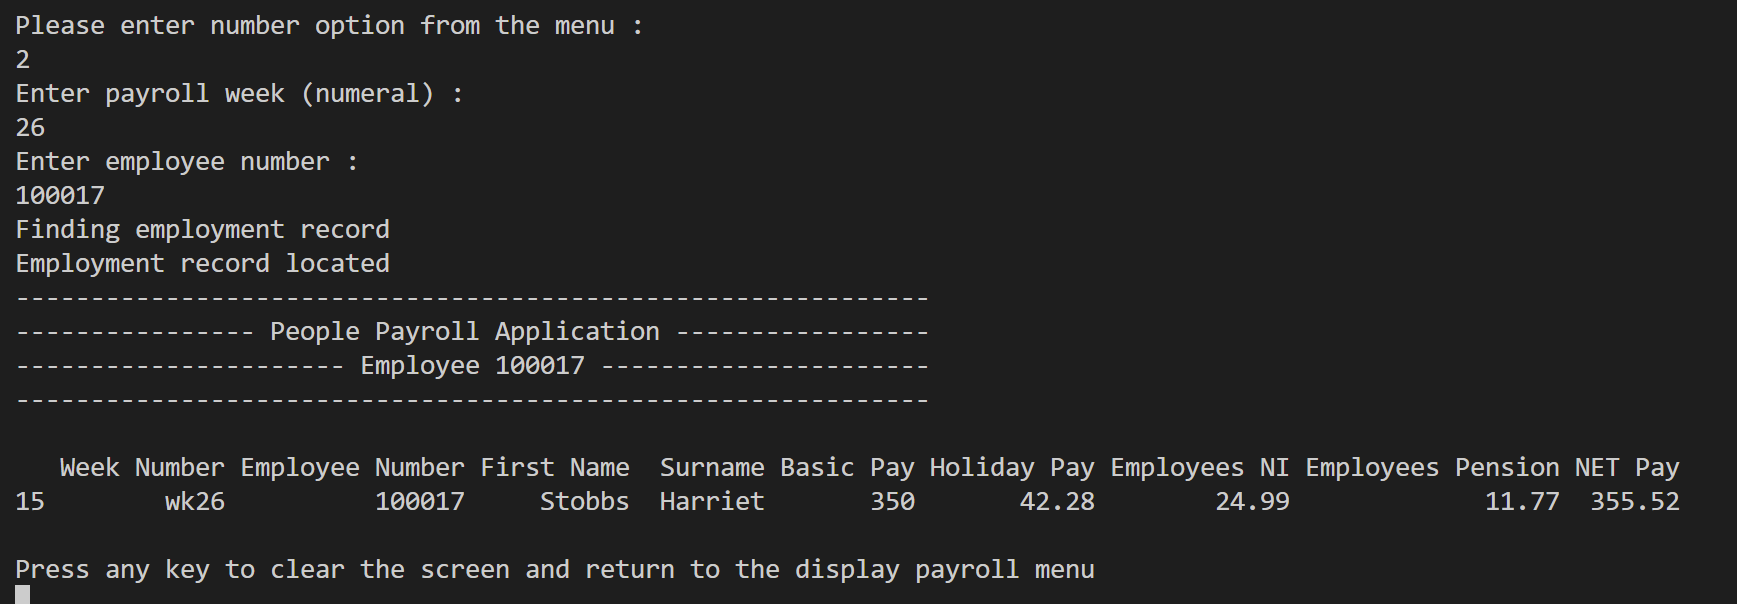 Please enter number option from the menu :
2
Enter payroll week (numeral) :
26
Enter employee number :
100017
Finding employment record
Employment record located
-------------------------------------------------------------
---------------- People Payroll Application -----------------
---------------------- Employee 100017 ----------------------
-------------------------------------------------------------
   Week Number Employee Number First Name  Surname Basic Pay Holiday Pay Employees NI Employees Pension NET Pay
15        wk26          100017     Stobbs  Harriet       350       42.28        24.99             11.77  355.52
Press any key to clear the screen and return to the display payroll menu